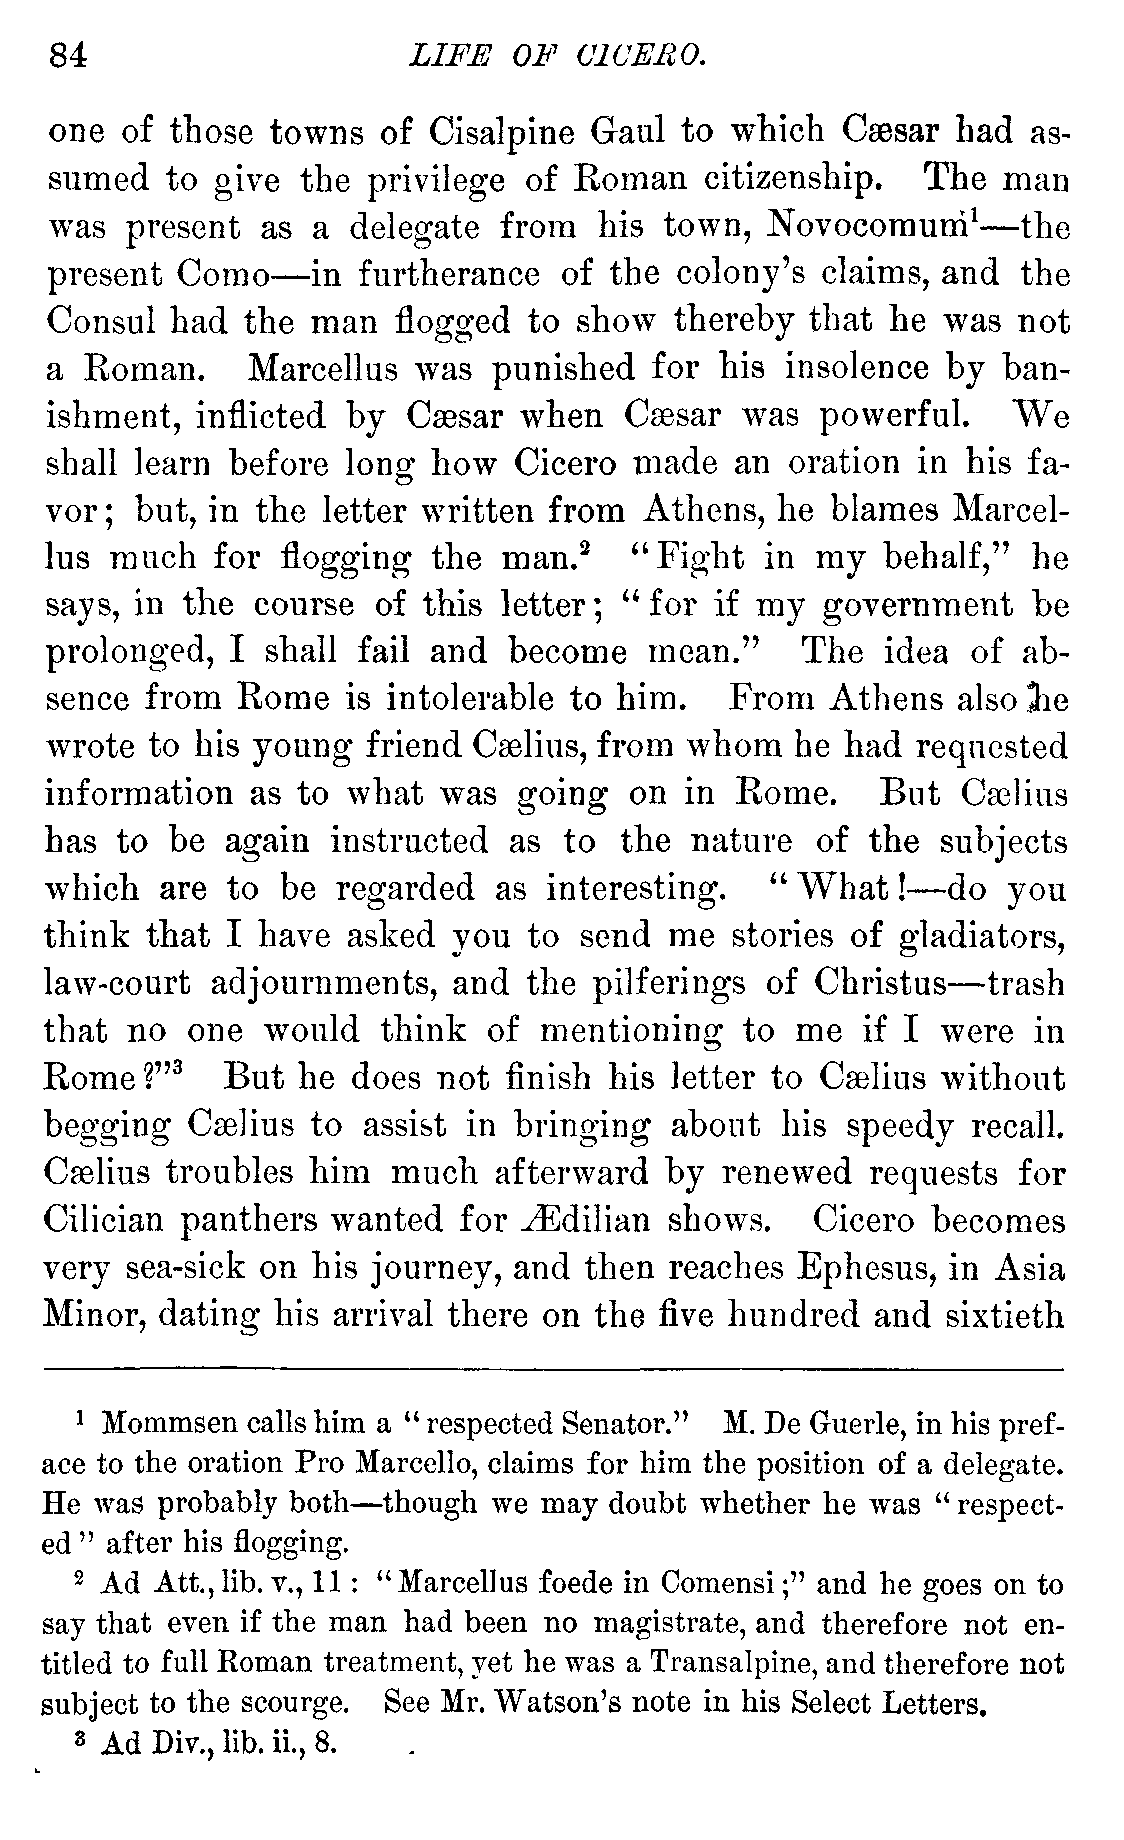 84 LIFE OF CICERO.
one of those towns of Cisalpine Gaul to which Cæsar had as-
sumed to give the privilege of Roman citizenship. The man
was present as a delegate from his town, Novocomum¹—the
present Como—in furtherance of the colony's claims, and the
Consul had the man flogged to show thereby that he was not
a Roman. Marcellus was punished for his insolence by ban-
ishment, inflicted by Cæsar when Cæsar was powerful. We
shall learn before long how Cicero made an oration in his fa-
vor; but, in the letter written from Athens, he blames Marcel-
lus much for flogging the man.² "Fight in my behalf," he
says, in the course of this letter; "for if my government be
prolonged, I shall fail and become mean." The idea of ab-
sence from Rome is intolerable to him. From Athens also he
wrote to his young friend Cælius, from whom he had requested
information as to what was going on in Rome. But Cælius
has to be again instructed as to the nature of the subjects
which are to be regarded as interesting. "What!—do you
think that I have asked you to send me stories of gladiators,
law-court adjournments, and the pilferings of Christus—trash
that no one would think of mentioning to me if I were in
Rome?"³ But he does not finish his letter to Cælius without
begging Cælius to assist in bringing about his speedy recall.
Cælius troubles him much afterward by renewed requests for
Cilician panthers wanted for Ædilian shows. Cicero becomes
very sea-sick on his journey, and then reaches Ephesus, in Asia
Minor, dating his arrival there on the five hundred and sixtieth
¹ Mommsen calls him a "respected Senator." M. De Guerle, in his pref-
ace to the oration Pro Marcello, claims for him the position of a delegate.
He was probably both—though we may doubt whether he was "respect-
ed" after his flogging.
² Ad Att., lib. v., 11: "Marcellus foede in Comensi;" and he goes on to
say that even if the man had been no magistrate, and therefore not en-
titled to full Roman treatment, yet he was a Transalpine, and therefore not
subject to the scourge. See Mr. Watson's note in his Select Letters.
³ Ad Div., lib. ii., 8.